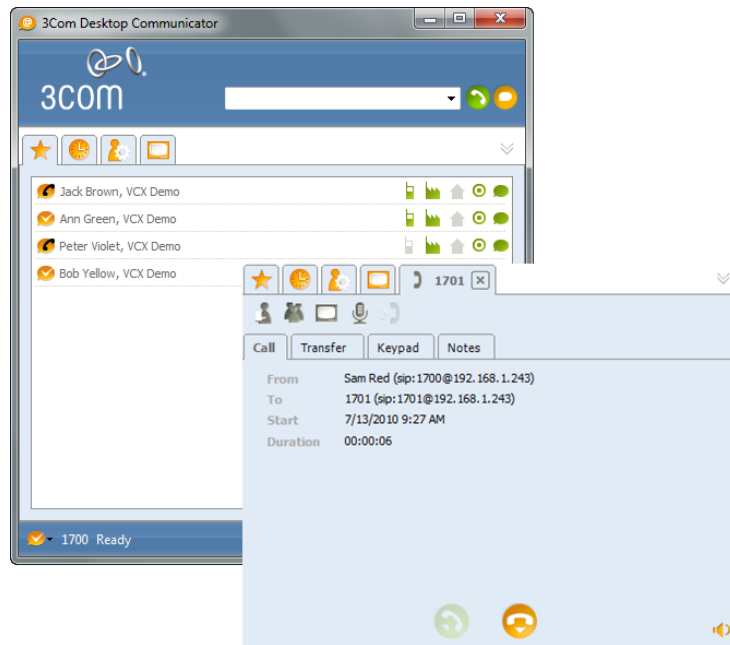 3Com Desktop Communicator
3COM
Jack Brown, VCX Demo
Ann Green, VCX Demo
Peter Violet, VCX Demo
Bob Yellow, VCX Demo
1701
Call Transfer Keypad Notes
From Sam Red (sip:1700@192.168.1.243)
To 1701 (sip:1701@192.168.1.243)
Start 7/13/2010 9:27 AM
Duration 00:00:06
1700 Ready